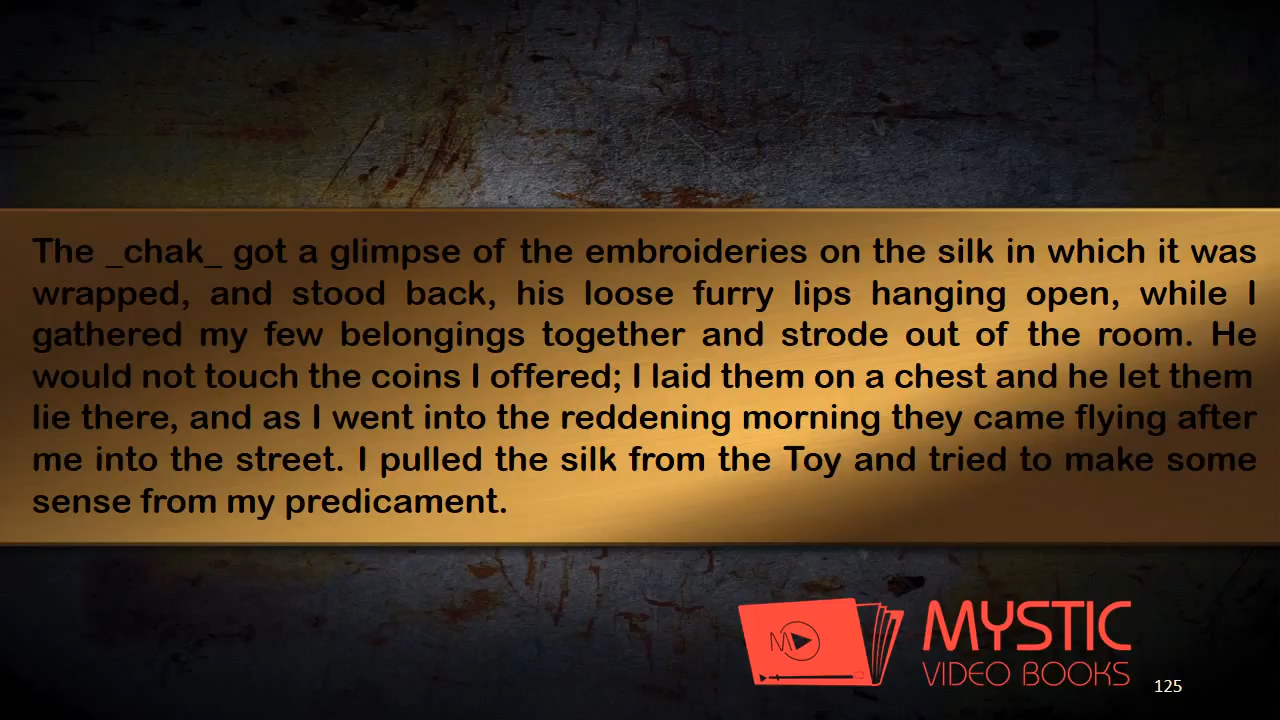 The _chak_ got a glimpse of the embroideries on the silk in which it was
wrapped, and stood back, his loose furry lips hanging open, while I
gathered my few belongings together and strode out of the room. He
would not touch the coins I offered; I laid them on a chest and he let them
lie there, and as I went into the reddening morning they came flying after
me into the street. I pulled the silk from the Toy and tried to make some
sense from my predicament.
M
MYSTIC
VIDEO BOOKS
125